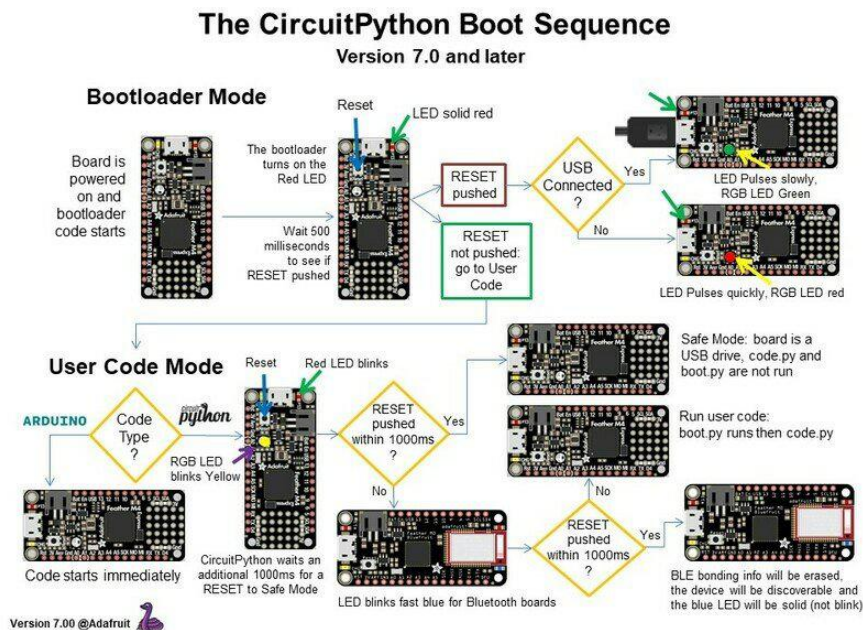 The CircuitPython Boot Sequence
Version 7.0 and later
Bootloader Mode
Board is
powered
on and
bootloader
code starts
The bootloader
turns on the
Red LED
Wait 500
milliseconds
to see if
RESET pushed
Reset
LED solid red
RESET
pushed
RESET
not pushed:
go to User
Code
USB
Connected
?
Yes
No
LED Pulses slowly,
RGB LED Green
LED Pulses quickly, RGB LED red
User Code Mode
ARDUINO
Code
Type
?
circuit
python
Code starts immediately
Reset
Red LED blinks
RGB LED
blinks Yellow
CircuitPython waits an
additional 1000ms for a
RESET to Safe Mode
RESET
pushed
within 1000ms
?
Yes
No
Safe Mode: board is a
USB drive, code.py and
boot.py are not run
Run user code:
boot.py runs then code.py
LED blinks fast blue for Bluetooth boards
RESET
pushed
within 1000ms
?
No
Yes
BLE bonding info will be erased,
the device will be discoverable and
the blue LED will be solid (not blink)
Version 7.00 @Adafruit